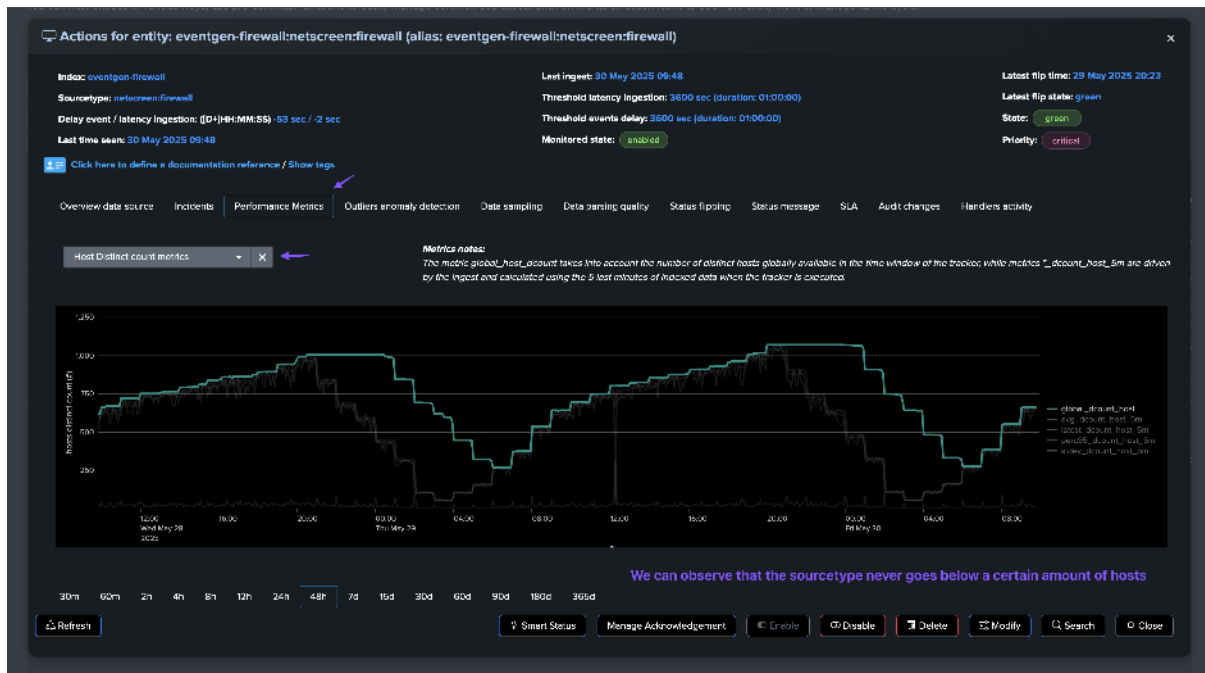 Actions for entity: eventgen-firewall:netscreen:firewall (alias: eventgen-firewall:netscreen:firewall)
Index: eventgen-firewall
Sourcetype: netscreen:firewall
Delay event / latency ingestion: ([D+]HH:MM:SS) -53 sec / -2 sec
Last time seen: 30 May 2025 09:48
Last ingest: 30 May 2025 09:48
Threshold latency ingestion: 3600 sec (duration: 01:00:00)
Threshold events delay: 3600 sec (duration: 01:00:00)
Monitored state: enabled
Latest flip time: 29 May 2025 20:23
Latest flip state: green
State: green
Priority: critical
Click here to define a documentation reference / Show tags
Overview data source Incidents Performance Metrics Outliers anomaly detection Data sampling Data parsing quality Status flipping Status message SLA Audit changes Handlers activity
Host Distinct count metrics
Metrics notes:
The metric global_host_dcount takes into account the number of distinct hosts globally available in the time window of the tracker, while metrics *_dcount_host_5m are driven
by the ingest and calculated using the 5 last minutes of indexed data when the tracker is executed.
1,250
1,000
750
500
250
hosts distinct count
global_dcount_host
avg_dcount_host_5m
latest_dcount_host_5m
perc95_dcount_host_5m
stdev_dcount_host_5m
12:00 16:00 20:00 00:00 04:00 08:00 12:00 16:00 20:00 00:00 04:00 08:00
Wed May 28 Thu May 29 Fri May 30
2025
We can observe that the sourcetype never goes below a certain amount of hosts
30m 60m 2h 4h 8h 12h 24h 48h 7d 15d 30d 60d 90d 180d 365d
Refresh Smart Status Manage Acknowledgement Enable Disable Delete Modify Search Close